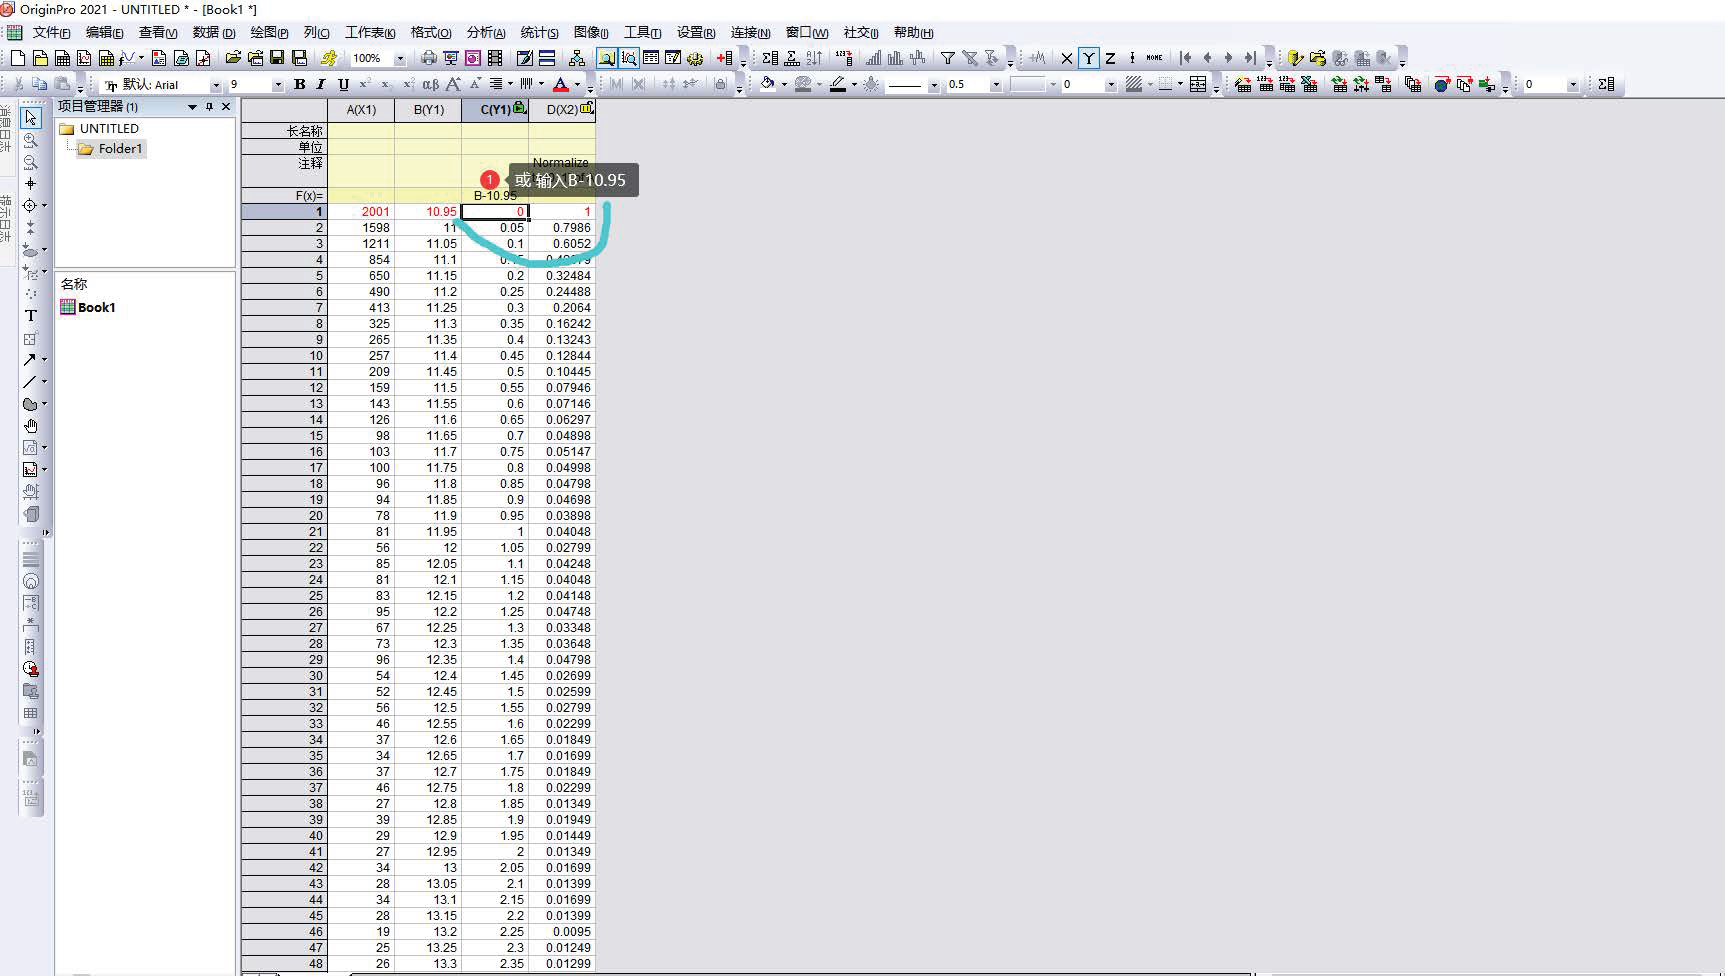 OriginPro 2021 - UNTITLED * - [Book1 *]
文件(F) 编辑(E) 查看(V) 数据 (D) 绘图(P) 列(C) 工作表(K) 格式(O) 分析(A) 统计(S) 图像(I) 工具(T) 设置(R) 连接(N) 窗口(W) 社交(J) 帮助(H)
100%
X Y Z HOME
默认: Arial 9 B I U αβ A 0.5 0 0
项目管理器 (1)
UNTITLED
Folder1
名称
Book1
A(X1) B(Y1) C(Y1) D(X2)
长名称
单位
注释 Normalize
1 或 输入B-10.95
F(x)= B-10.95
1 2001 10.95 0 1
2 1598 11 0.05 0.7986
3 1211 11.05 0.1 0.6052
4 854 11.1
5 650 11.15 0.2 0.32484
6 490 11.2 0.25 0.24488
7 413 11.25 0.3 0.2064
8 325 11.3 0.35 0.16242
9 265 11.35 0.4 0.13243
10 257 11.4 0.45 0.12844
11 209 11.45 0.5 0.10445
12 159 11.5 0.55 0.07946
13 143 11.55 0.6 0.07146
14 126 11.6 0.65 0.06297
15 98 11.65 0.7 0.04898
16 103 11.7 0.75 0.05147
17 100 11.75 0.8 0.04998
18 96 11.8 0.85 0.04798
19 94 11.85 0.9 0.04698
20 78 11.9 0.95 0.03898
21 81 11.95 1 0.04048
22 56 12 1.05 0.02799
23 85 12.05 1.1 0.04248
24 81 12.1 1.15 0.04048
25 83 12.15 1.2 0.04148
26 95 12.2 1.25 0.04748
27 67 12.25 1.3 0.03348
28 73 12.3 1.35 0.03648
29 96 12.35 1.4 0.04798
30 54 12.4 1.45 0.02699
31 52 12.45 1.5 0.02599
32 56 12.5 1.55 0.02799
33 46 12.55 1.6 0.02299
34 37 12.6 1.65 0.01849
35 34 12.65 1.7 0.01699
36 37 12.7 1.75 0.01849
37 46 12.75 1.8 0.02299
38 27 12.8 1.85 0.01349
39 39 12.85 1.9 0.01949
40 29 12.9 1.95 0.01449
41 27 12.95 2 0.01349
42 34 13 2.05 0.01699
43 28 13.05 2.1 0.01399
44 34 13.1 2.15 0.01699
45 28 13.15 2.2 0.01399
46 19 13.2 2.25 0.0095
47 25 13.25 2.3 0.01249
48 26 13.3 2.35 0.01299